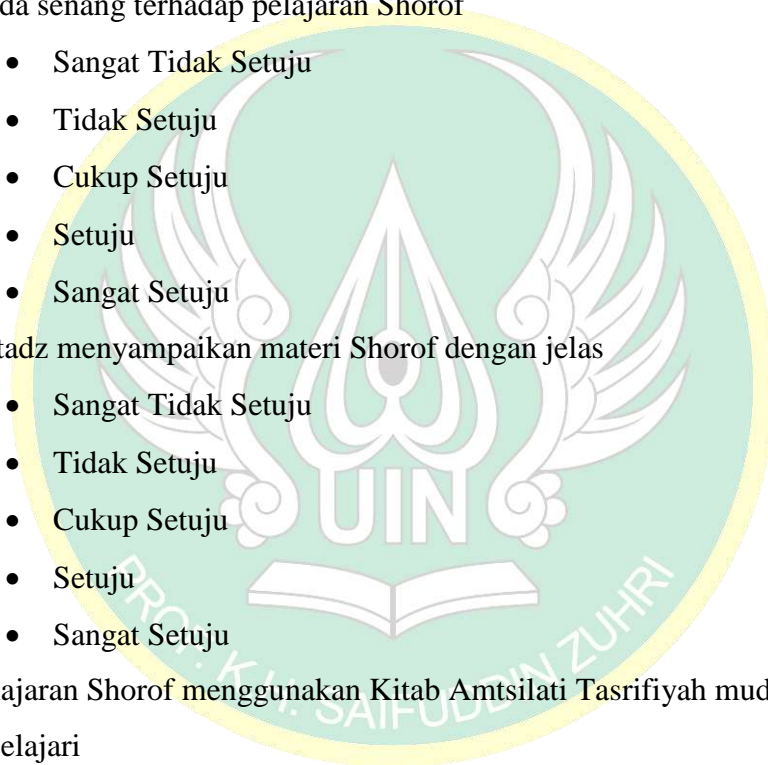 da senang terhadap pelajaran Shorof
• Sangat Tidak Setuju
• Tidak Setuju
• Cukup Setuju
• Setuju
• Sangat Setuju
tadz menyampaikan materi Shorof dengan jelas
• Sangat Tidak Setuju
• Tidak Setuju
• Cukup Setuju
UIN
• Setuju
• Sangat Setuju
PROF. K.H. SAIFUDDIN ZUHRI
lajaran Shorof menggunakan Kitab Amtsilati Tasrifiyah mud
elajari